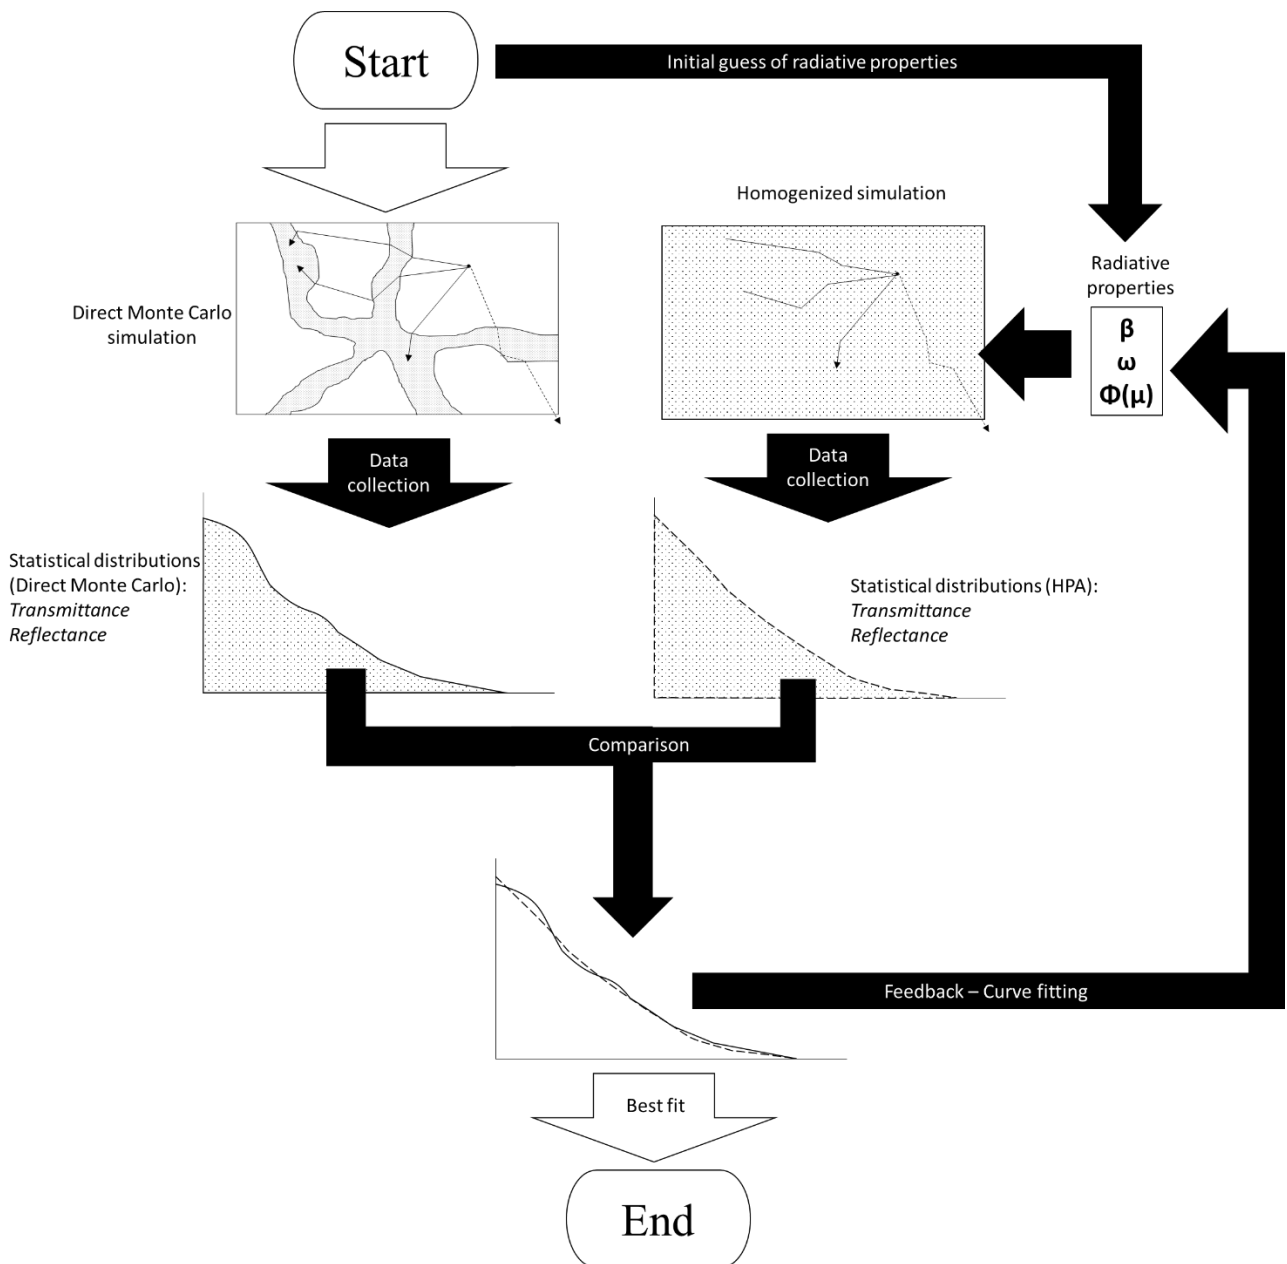 Start
Initial guess of radiative properties
Homogenized simulation
Direct Monte Carlo
simulation
Radiative
properties
β
ω
Φ(μ)
Data
collection
Data
collection
Statistical distributions
(Direct Monte Carlo):
Transmittance
Reflectance
Statistical distributions (HPA):
Transmittance
Reflectance
Comparison
Feedback – Curve fitting
Best fit
End